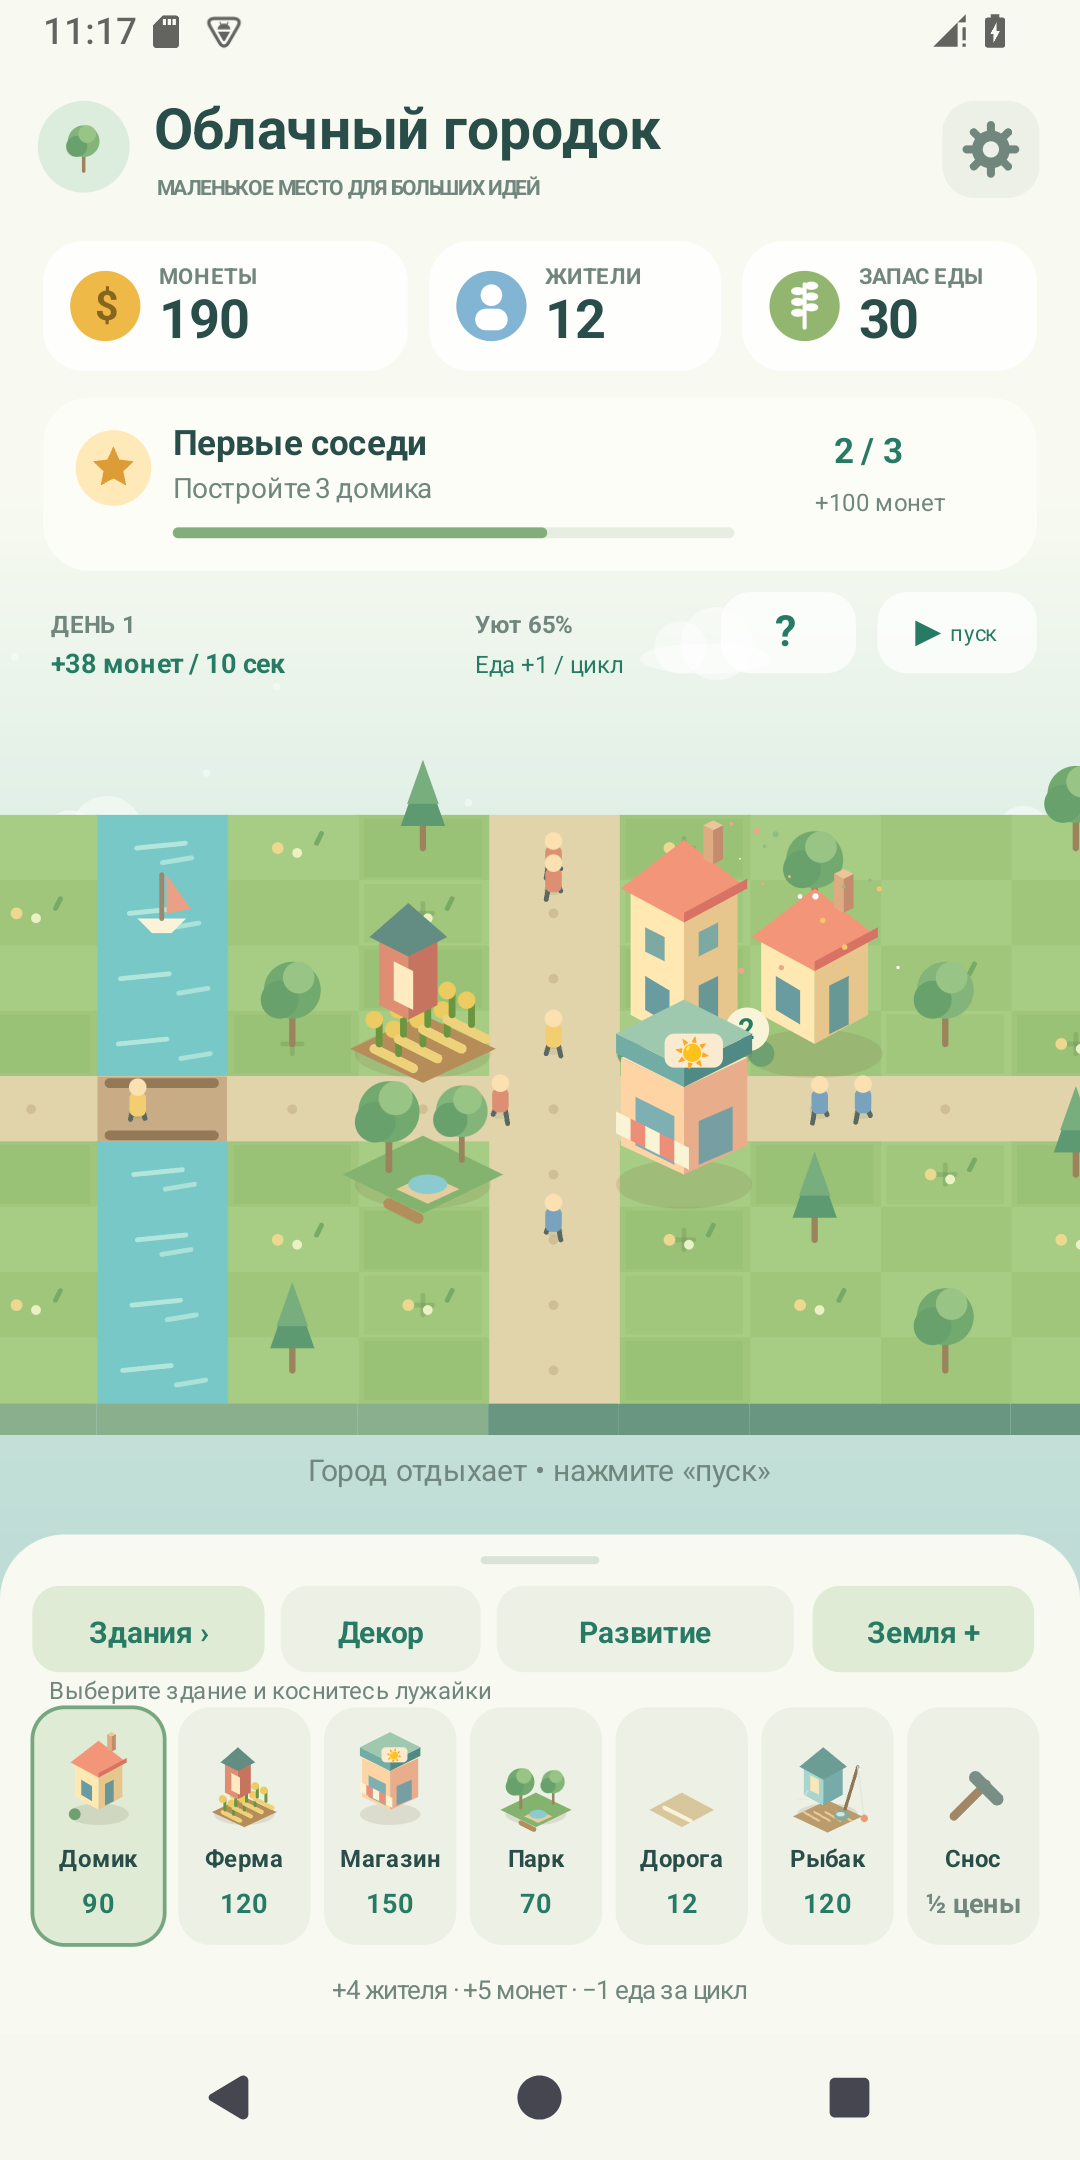 11:17
Облачный городок
МАЛЕНЬКОЕ МЕСТО ДЛЯ БОЛЬШИХ ИДЕЙ
$
МОНЕТЫ
190
ЖИТЕЛИ
12
ЗАПАС ЕДЫ
30
Первые соседи
Постройте 3 домика
2 / 3
+100 монет
ДЕНЬ 1
+38 монет / 10 сек
Уют 65%
Еда +1 / цикл
?
▶ пуск
2
Город отдыхает • нажмите «пуск»
Здания ›
Декор
Развитие
Земля +
Выберите здание и коснитесь лужайки
Домик
90
Ферма
120
Магазин
150
Парк
70
Дорога
12
Рыбак
120
Снос
½ цены
+4 жителя · +5 монет · −1 еда за цикл